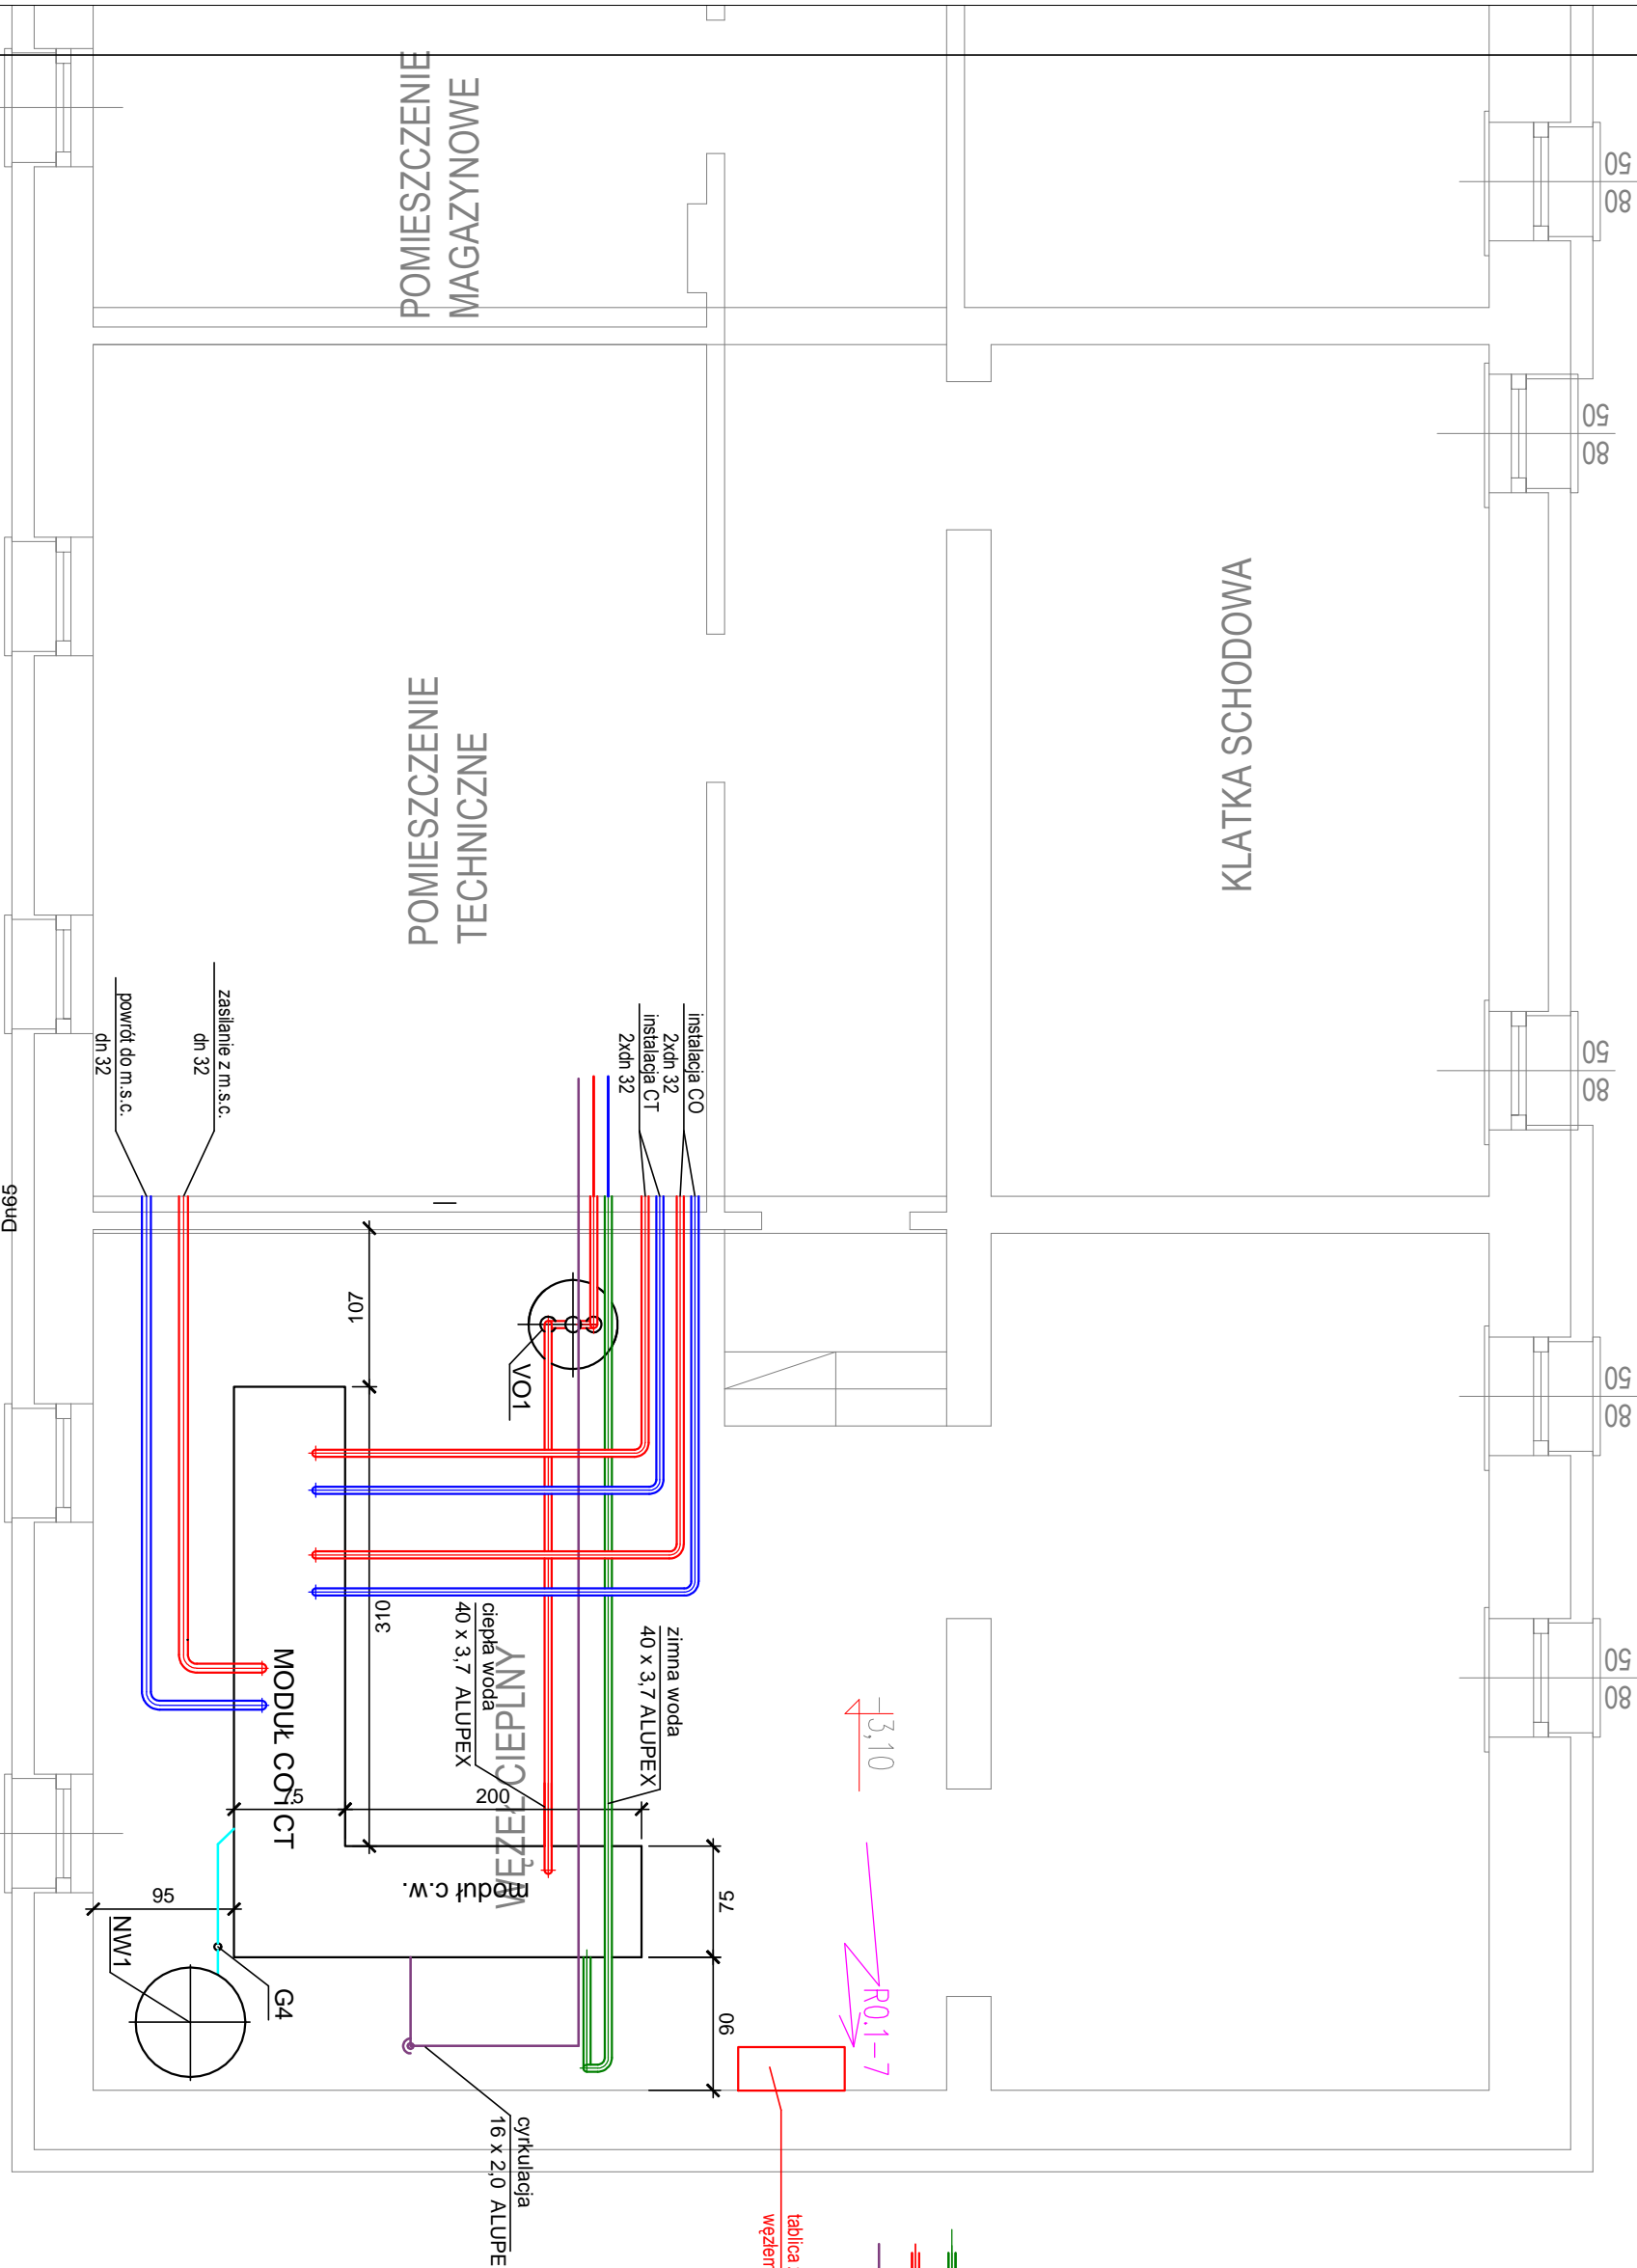 POMIESZCZENIE
MAGAZYNOWE
50
80
50
80
POMIESZCZENIE
TECHNICZNE
KLATKA SCHODOWA
50
80
zasilanie z m.s.c.
dn 32
powrót do m.s.c.
dn 32
instalacja CO
2xdn 32
instalacja CT
2xdn 32
Dn65
107
VO1
50
80
310
ciepła woda
40 x 3,7 ALUPEX
zimna woda
40 x 3,7 ALUPEX
WĘZEŁ CIEPLNY
-3,10
50
80
MODUŁ CO i CT
75
200
moduł c.w.
75
95
NW1
G4
90
R0.1-7
cyrkulacja
16 x 2,0 ALUPE
tablica
węzłem